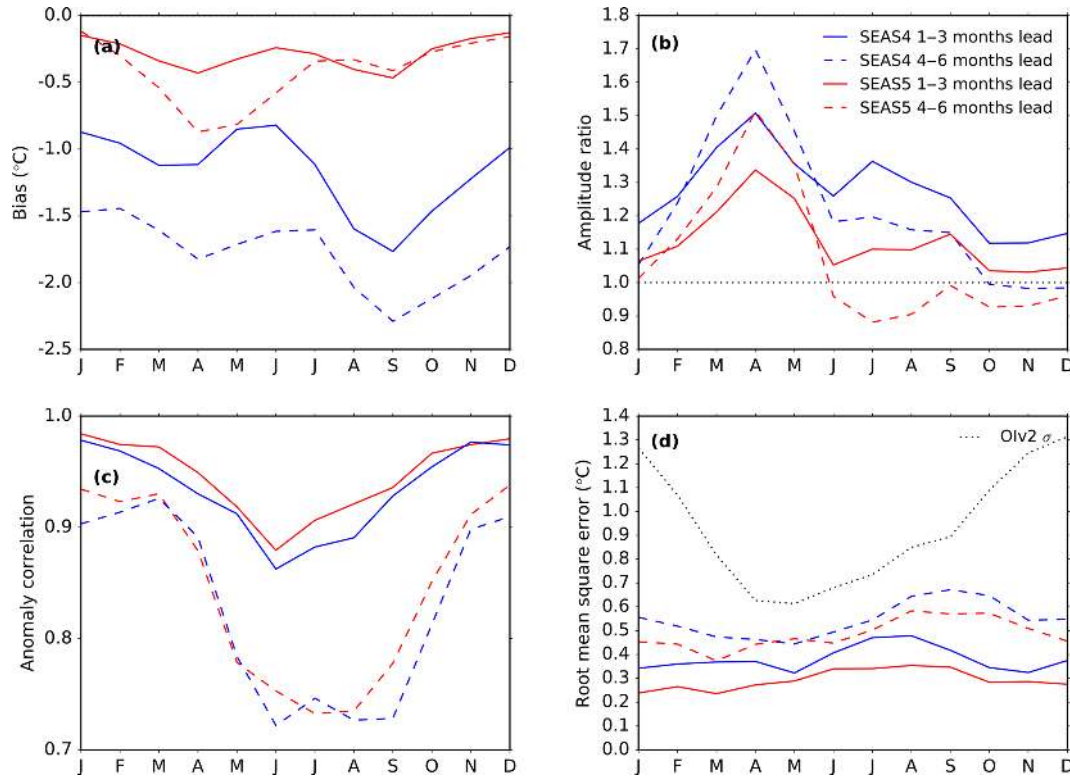 (a)
Bias (°C)
0.0
-0.5
-1.0
-1.5
-2.0
-2.5
J F M A M J J A S O N D
(b)
SEAS4 1–3 months lead
SEAS4 4–6 months lead
SEAS5 1–3 months lead
SEAS5 4–6 months lead
Amplitude ratio
1.8
1.7
1.6
1.5
1.4
1.3
1.2
1.1
1.0
0.9
0.8
J F M A M J J A S O N D
(c)
Anomaly correlation
1.0
0.9
0.8
0.7
J F M A M J J A S O N D
(d)
OIv2 σ
Root mean square error (°C)
1.4
1.3
1.2
1.1
1.0
0.9
0.8
0.7
0.6
0.5
0.4
0.3
0.2
0.1
0.0
J F M A M J J A S O N D